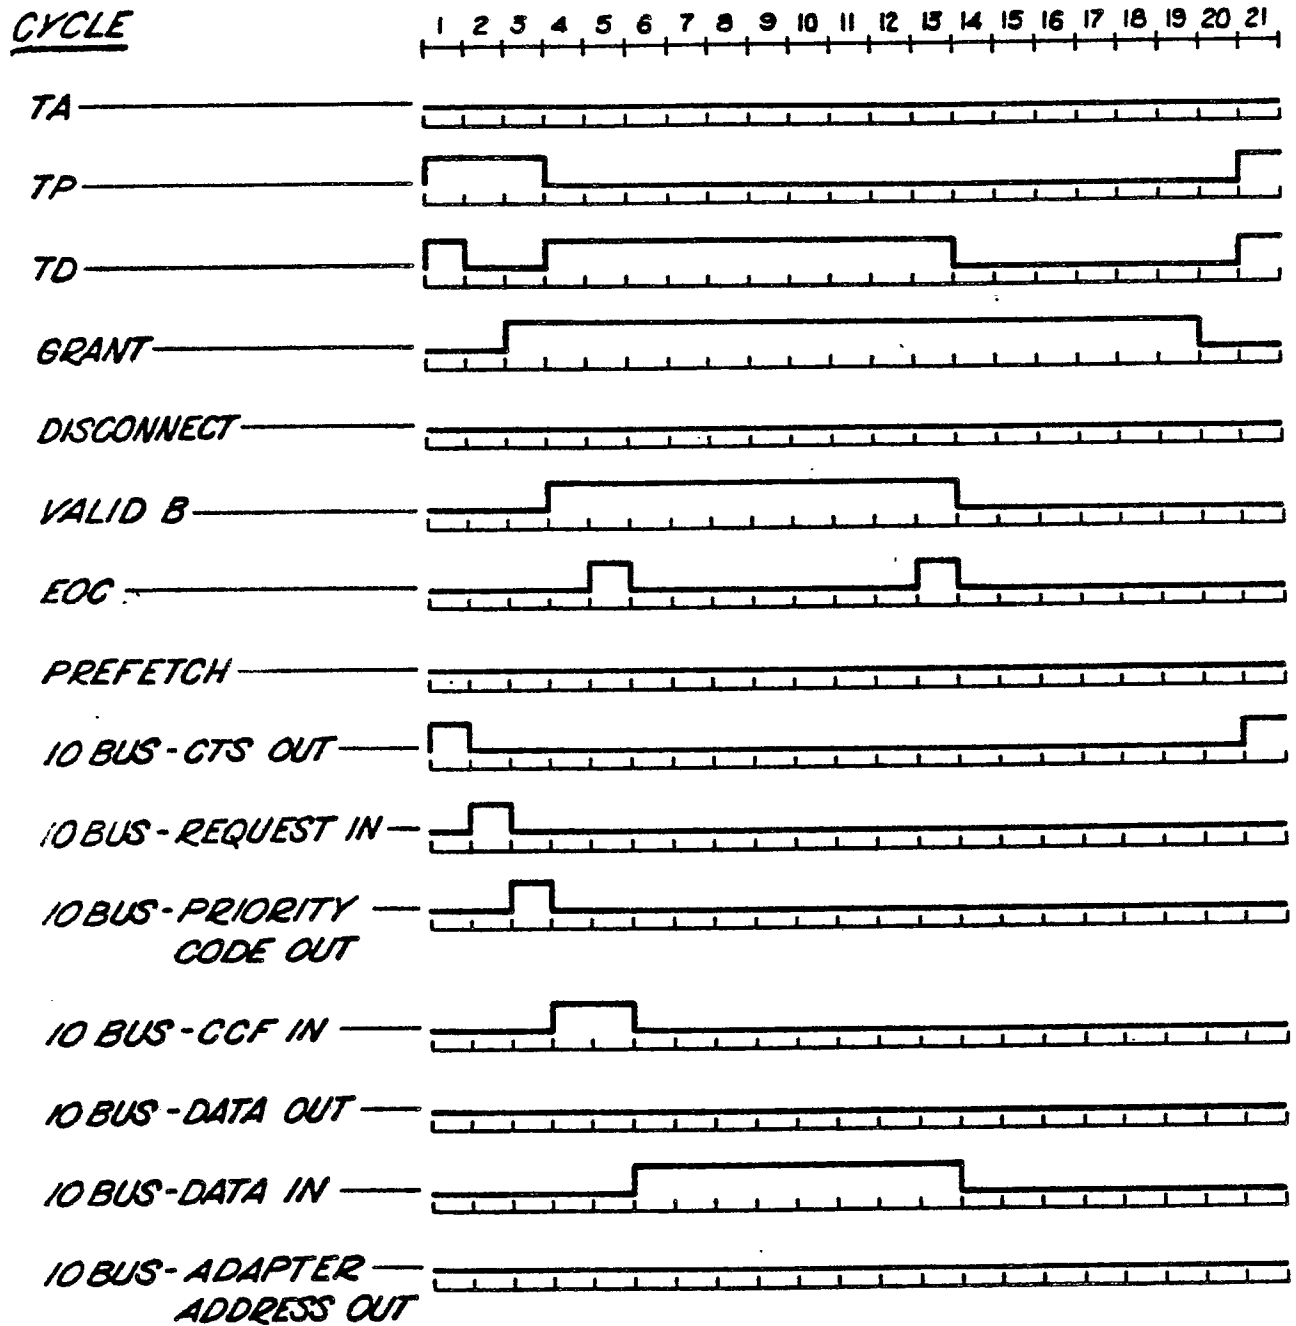 CYCLE 1 2 3 4 5 6 7 8 9 10 11 12 13 14 15 16 17 18 19 20 21
TA
TP
TD
GRANT
DISCONNECT
VALID B
EOC
PREFETCH
IO BUS-CTS OUT
IO BUS-REQUEST IN
IO BUS-PRIORITY
CODE OUT
IO BUS-CCF IN
IO BUS-DATA OUT
IO BUS-DATA IN
IO BUS-ADAPTER
ADDRESS OUT